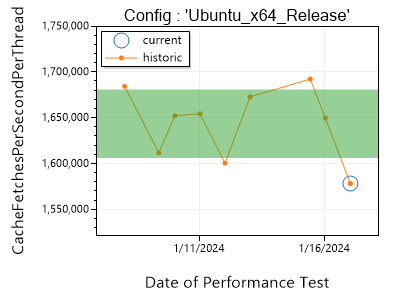 Config : 'Ubuntu_x64_Release'
CacheFetchesPerSecondPerThread
1,750,000
1,700,000
1,650,000
1,600,000
1,550,000
current
historic
1/11/2024
1/16/2024
Date of Performance Test